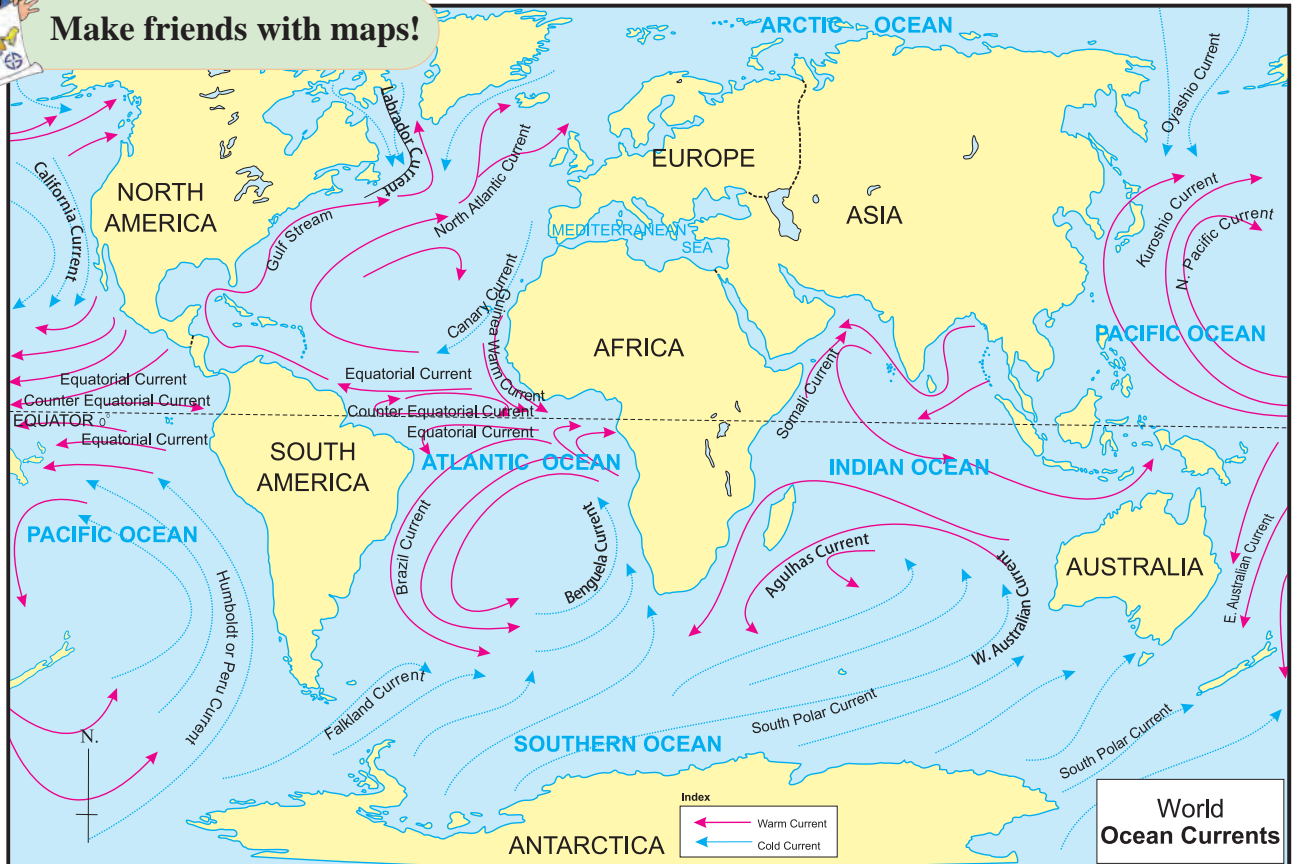 Make friends with maps!
ARCTIC OCEAN
Labrador Current
Oyashio Current
North Atlantic Current
EUROPE
California Current
NORTH
AMERICA
ASIA
Gulf Stream
MEDITERRANEAN
SEA
Kuroshio Current
N. Pacific Current
Canary Current
Guinea Warm Current
AFRICA
PACIFIC OCEAN
Equatorial Current
Equatorial Current
Counter Equatorial Current
Counter Equatorial Current
EQUATOR 0°
Equatorial Current
Equatorial Current
Somali Current
SOUTH
AMERICA
ATLANTIC OCEAN
INDIAN OCEAN
PACIFIC OCEAN
Brazil Current
Benguela Current
Agulhas Current
AUSTRALIA
E. Australian Current
Humboldt or Peru Current
W. Australian Current
Falkland Current
South Polar Current
South Polar Current
N.
SOUTHERN OCEAN
Index
Warm Current
Cold Current
ANTARCTICA
World
Ocean Currents